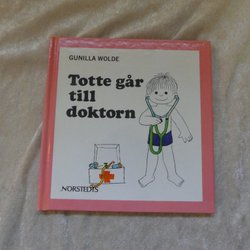 GUNILLA WOLDE
Totte går
till
doktorn
NORSTEDTS